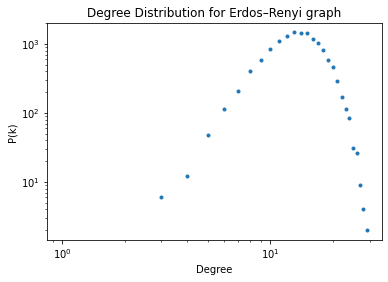 Degree Distribution for Erdos–Renyi graph
P(k)
10³
10²
10¹
10⁰ 10¹
Degree